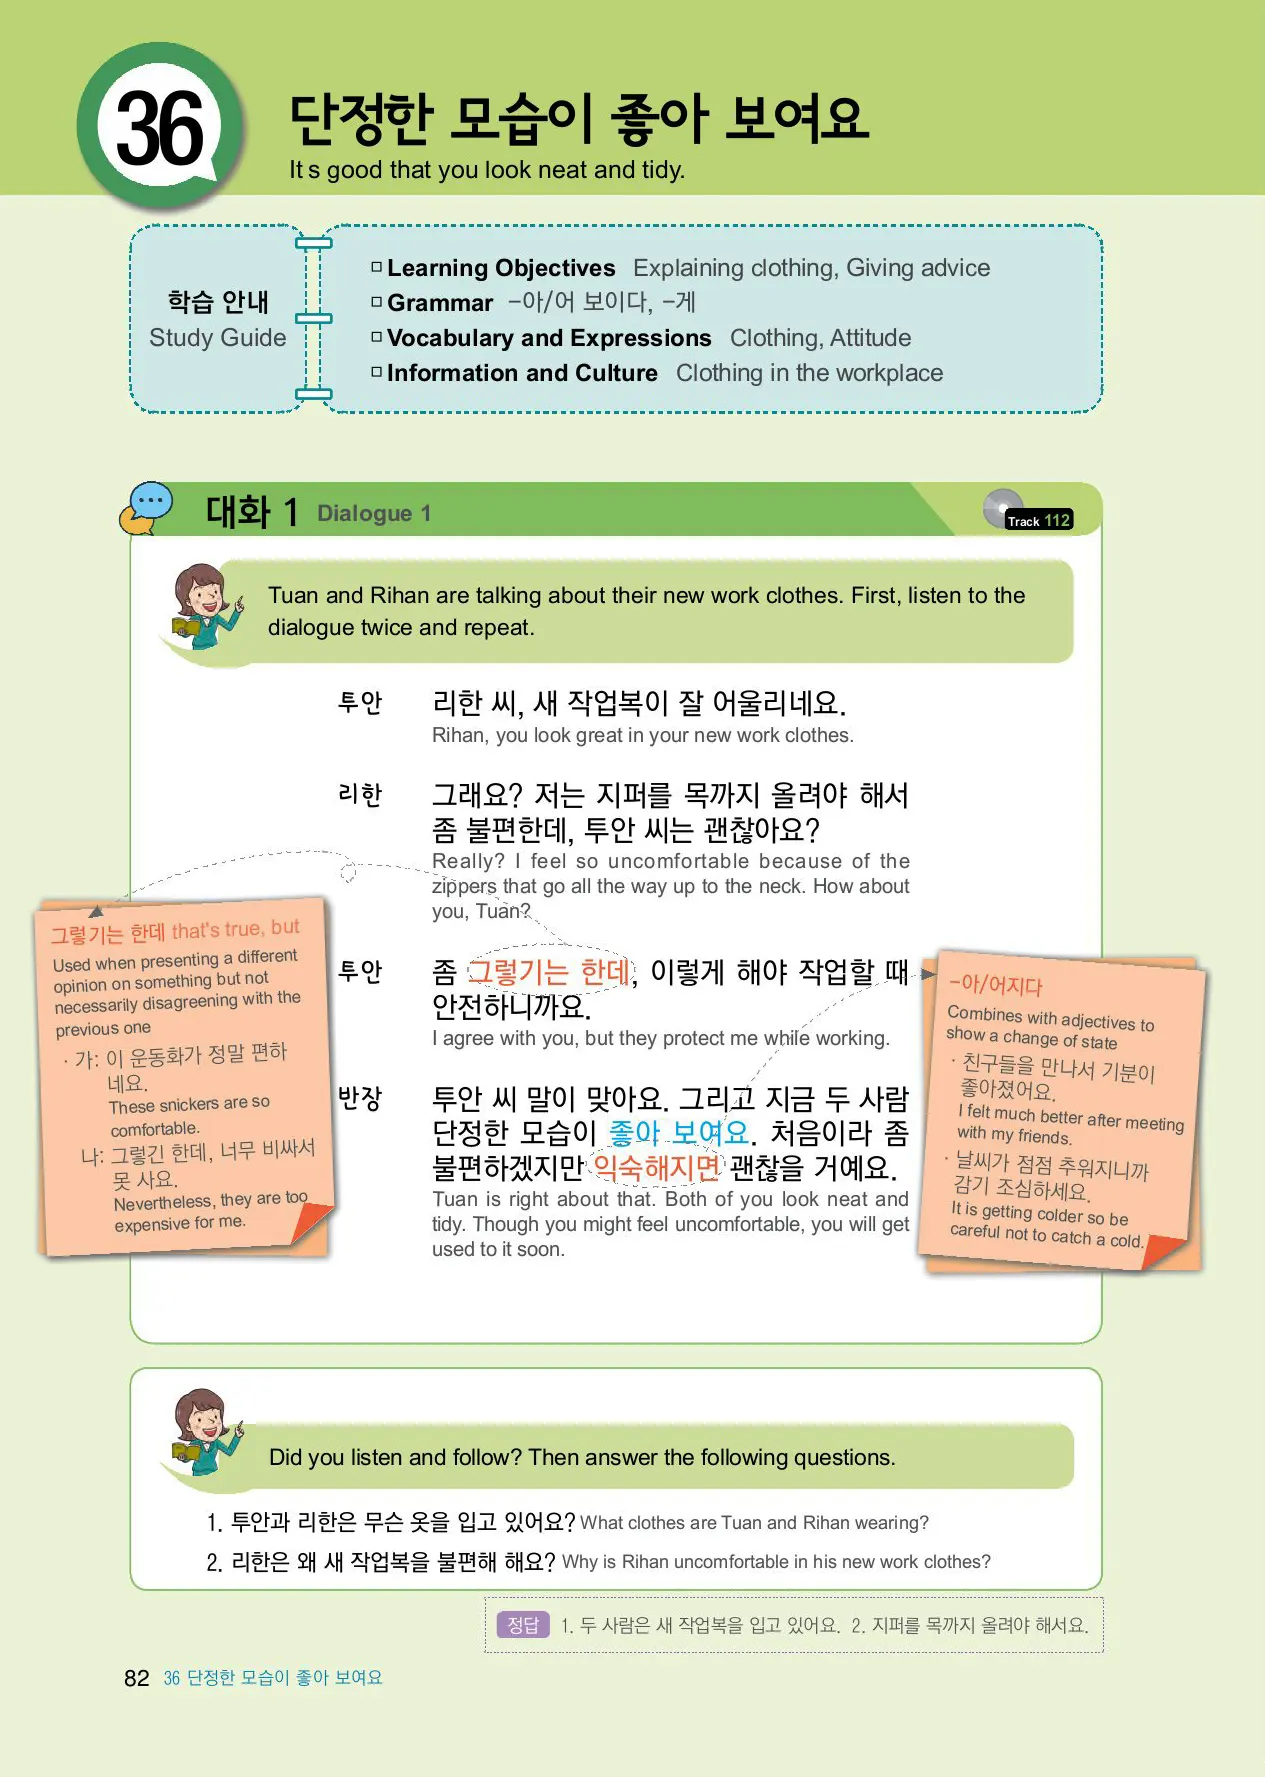 36
단정한 모습이 좋아 보여요
It s good that you look neat and tidy.
학습 안내
Study Guide
Learning Objectives Explaining clothing, Giving advice
Grammar -아/어 보이다, -게
Vocabulary and Expressions Clothing, Attitude
Information and Culture Clothing in the workplace
대화 1 Dialogue 1
Track 112
Tuan and Rihan are talking about their new work clothes. First, listen to the
dialogue twice and repeat.
투안 리한 씨, 새 작업복이 잘 어울리네요.
Rihan, you look great in your new work clothes.
리한 그래요? 저는 지퍼를 목까지 올려야 해서
좀 불편한데, 투안 씨는 괜찮아요?
Really? I feel so uncomfortable because of the
zippers that go all the way up to the neck. How about
you, Tuan?
투안 좀 그렇기는 한데, 이렇게 해야 작업할 때
안전하니까요.
I agree with you, but they protect me while working.
반장 투안 씨 말이 맞아요. 그리고 지금 두 사람
단정한 모습이 좋아 보여요. 처음이라 좀
불편하겠지만 익숙해지면 괜찮을 거예요.
Tuan is right about that. Both of you look neat and
tidy. Though you might feel uncomfortable, you will get
used to it soon.
그렇기는 한데 that's true, but
Used when presenting a different
opinion on something but not
necessarily disagreeing with the
previous one
· 가: 이 운동화가 정말 편하
네요.
These snickers are so
comfortable.
나: 그렇긴 한데, 너무 비싸서
못 사요.
Nevertheless, they are too
expensive for me.
-아/어지다
Combines with adjectives to
show a change of state
· 친구들을 만나서 기분이
좋아졌어요.
I felt much better after meeting
with my friends.
· 날씨가 점점 추워지니까
감기 조심하세요.
It is getting colder so be
careful not to catch a cold.
Did you listen and follow? Then answer the following questions.
1. 투안과 리한은 무슨 옷을 입고 있어요? What clothes are Tuan and Rihan wearing?
2. 리한은 왜 새 작업복을 불편해 해요? Why is Rihan uncomfortable in his new work clothes?
정답 1. 두 사람은 새 작업복을 입고 있어요. 2. 지퍼를 목까지 올려야 해서요.
82 36 단정한 모습이 좋아 보여요